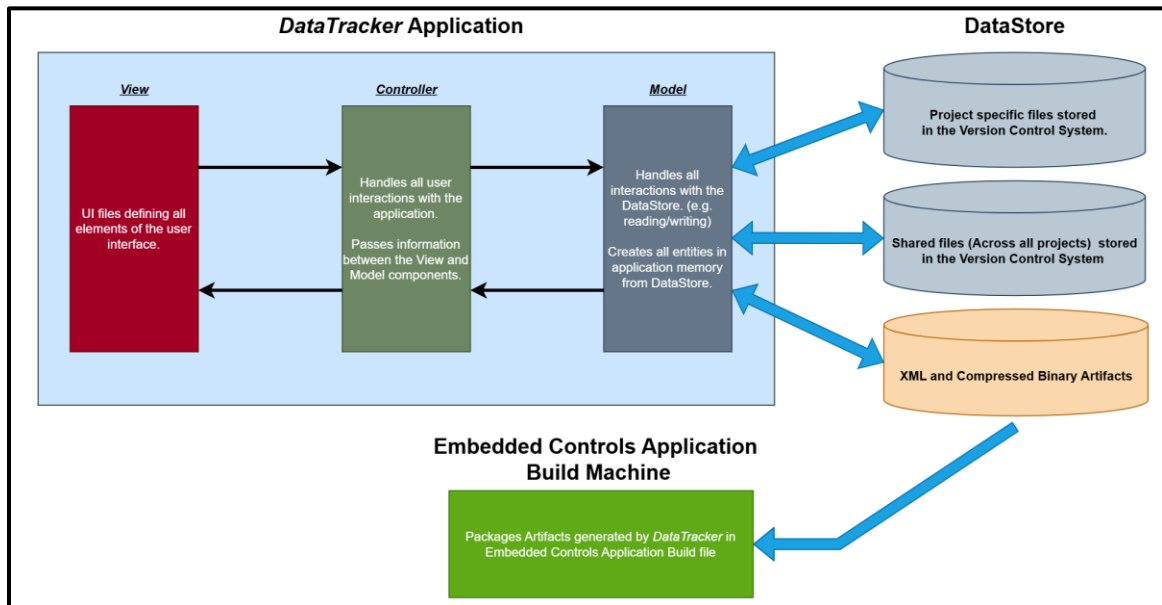 DataTracker Application
DataStore
View
Controller
Model
UI files defining all
elements of the user
interface.
Handles all user
interactions with the
application.
Passes information
between the View and
Model components.
Handles all
interactions with the
DataStore. (e.g.
reading/writing)
Creates all entities in
application memory
from DataStore.
Project specific files stored
in the Version Control System.
Shared files (Across all projects) stored
in the Version Control System
XML and Compressed Binary Artifacts
Embedded Controls Application
Build Machine
Packages Artifacts generated by DataTracker in
Embedded Controls Application Build file